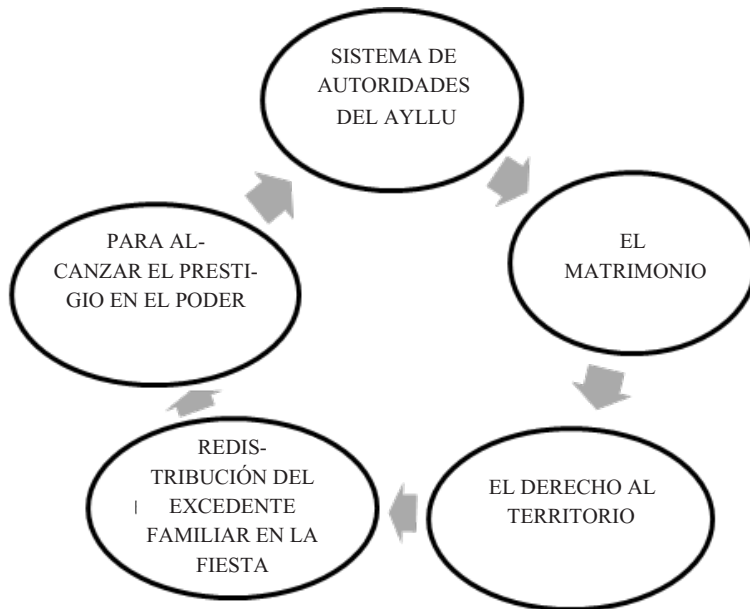 SISTEMA DE
AUTORIDADES
DEL AYLLU
EL
MATRIMONIO
EL DERECHO AL
TERRITORIO
REDIS-
TRIBUCIÓN DEL
EXCEDENTE
FAMILIAR EN LA
FIESTA
PARA AL-
CANZAR EL PRESTI-
GIO EN EL PODER